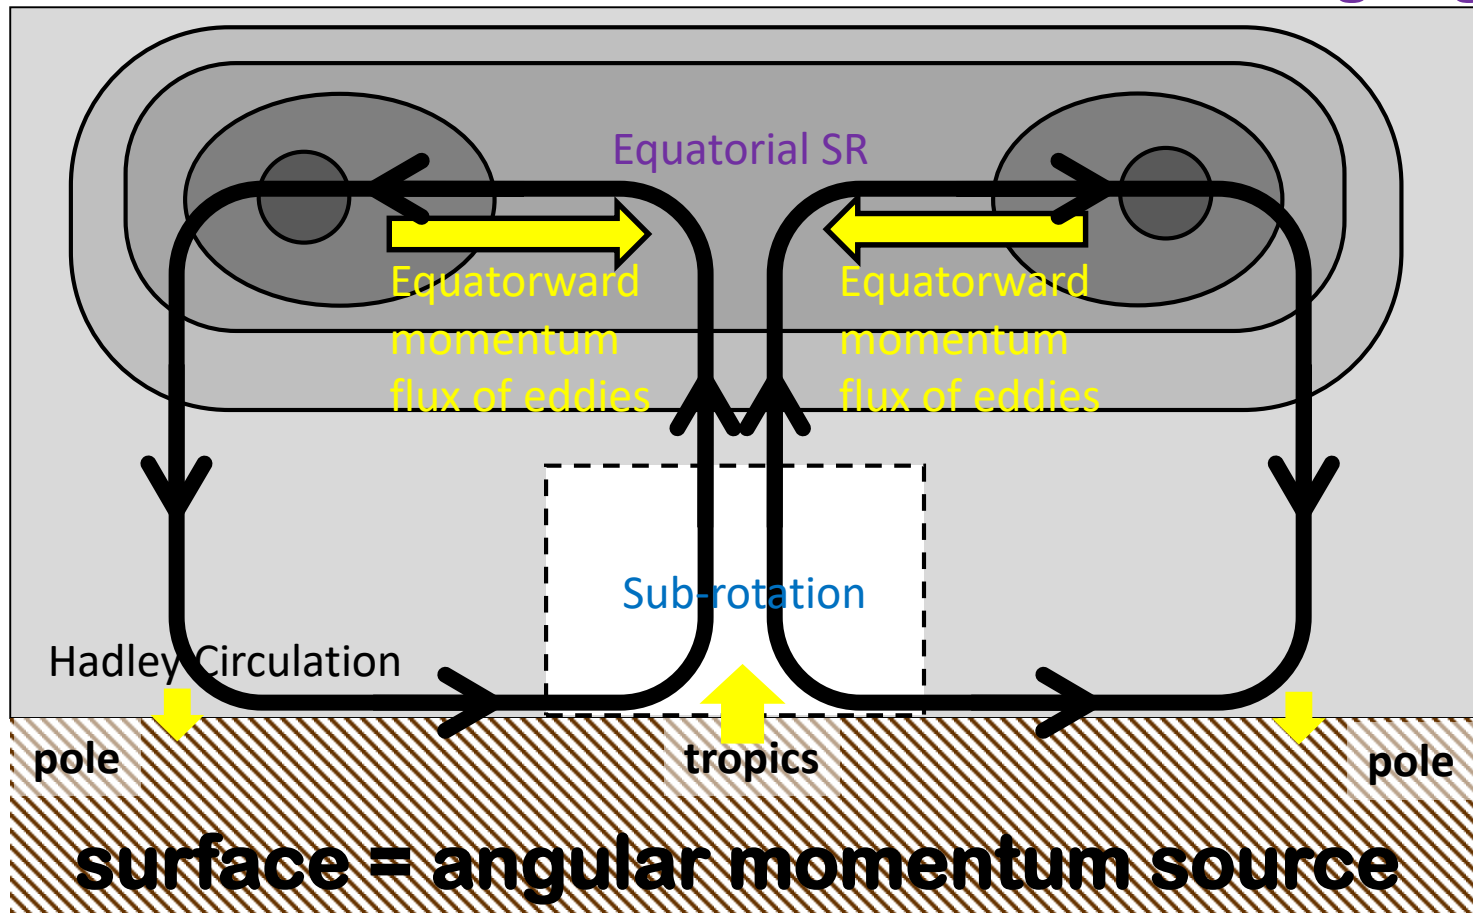 Equatorial SR
Equatorward
momentum
flux of eddies
Equatorward
momentum
flux of eddies
Sub-rotation
Hadley Circulation
pole
tropics
pole
surface = angular momentum source